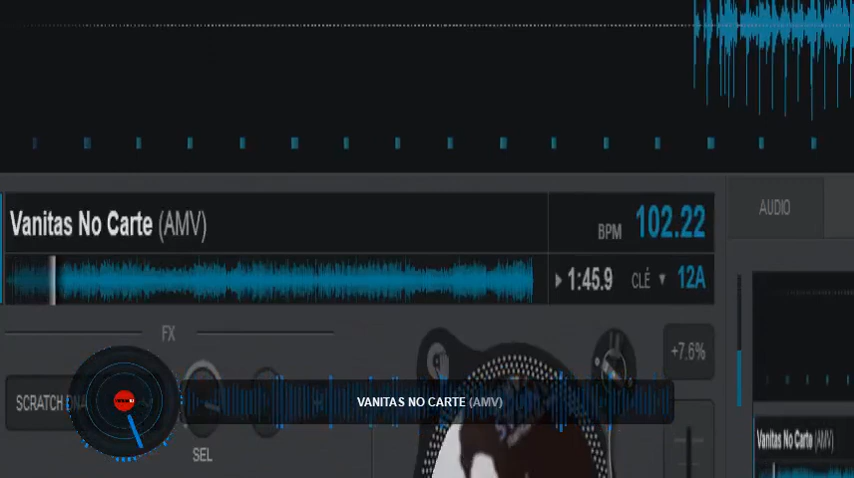 Vanitas No Carte (AMV)
BPM 102.22
AUDIO
1:45.9 CLÉ 12A
FX
+7.6%
SCRATCH
VANITAS NO CARTE (AMV)
Vanitas No Carte (AMV)
SEL